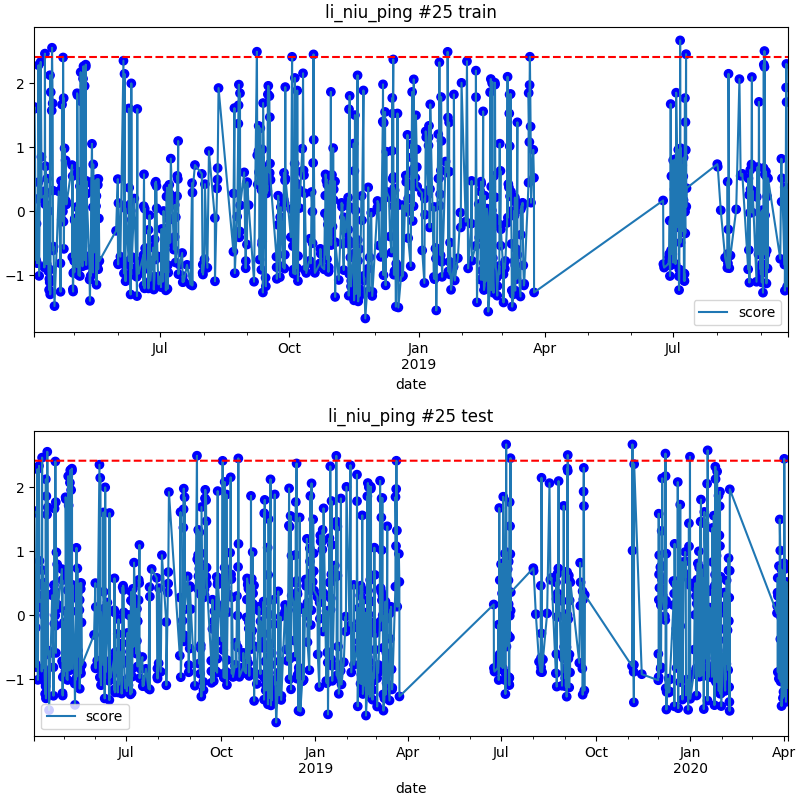 li_niu_ping #25 train
2
1
0
−1
score
Jul
Oct
Jan
2019
Apr
Jul
date
li_niu_ping #25 test
2
1
0
−1
score
Jul
Oct
Jan
2019
Apr
Jul
Oct
Jan
2020
Apr
date